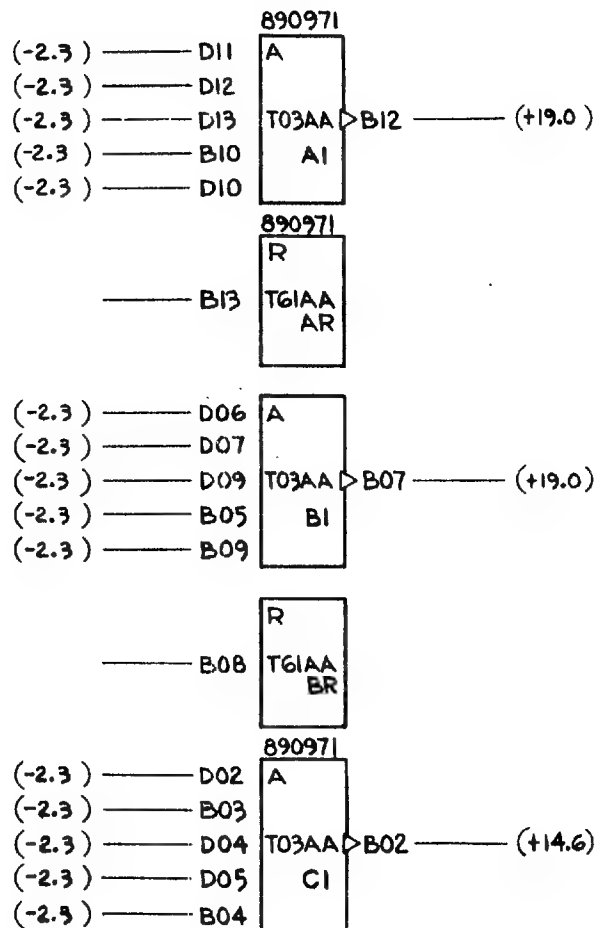 890971
(-2.3) D11 A
(-2.3) D12
(-2.3) D13 T03AA B12 (+19.0)
(-2.3) B10 A1
(-2.3) D10
890971
R
B13 T61AA
AR
(-2.3) D06 A
(-2.3) D07
(-2.3) D09 T03AA B07 (+19.0)
(-2.3) B05 B1
(-2.3) B09
R
B08 T61AA
BR
890971
(-2.3) D02 A
(-2.3) B03
(-2.3) D04 T03AA B02 (+14.6)
(-2.3) D05 C1
(-2.3) B04